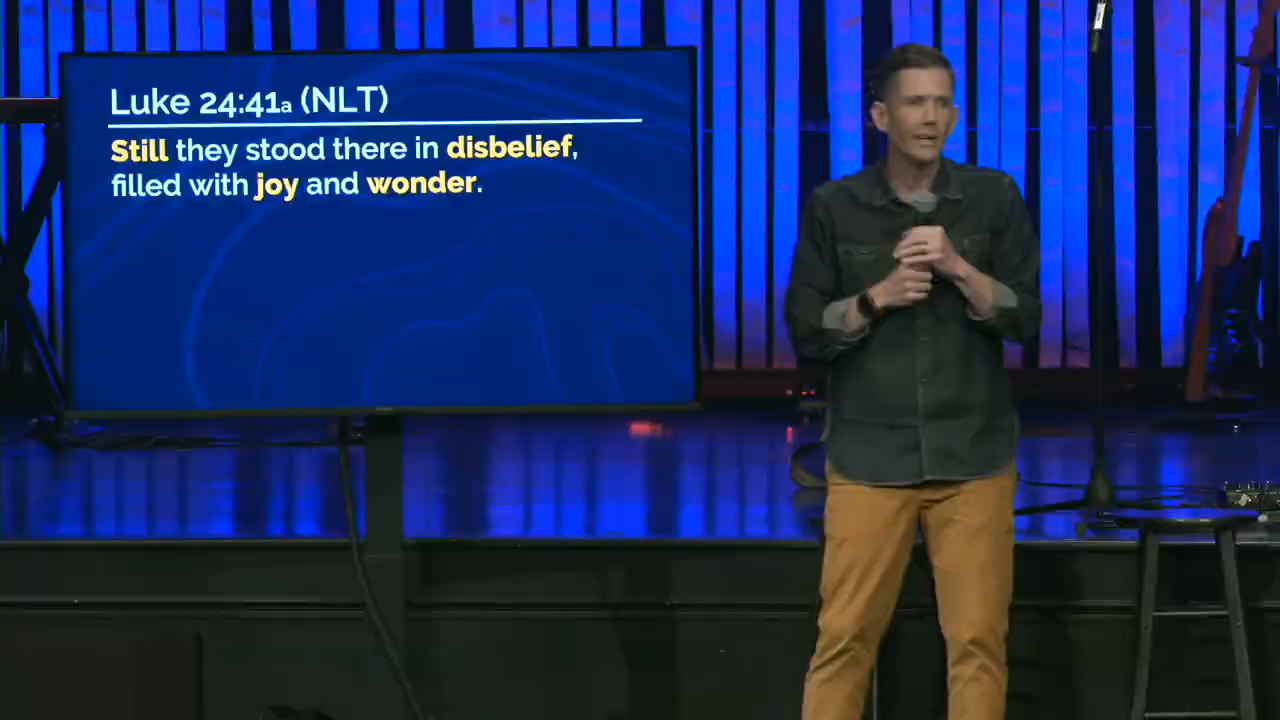 Luke 24:41a (NLT)
Still they stood there in disbelief,
filled with joy and wonder.